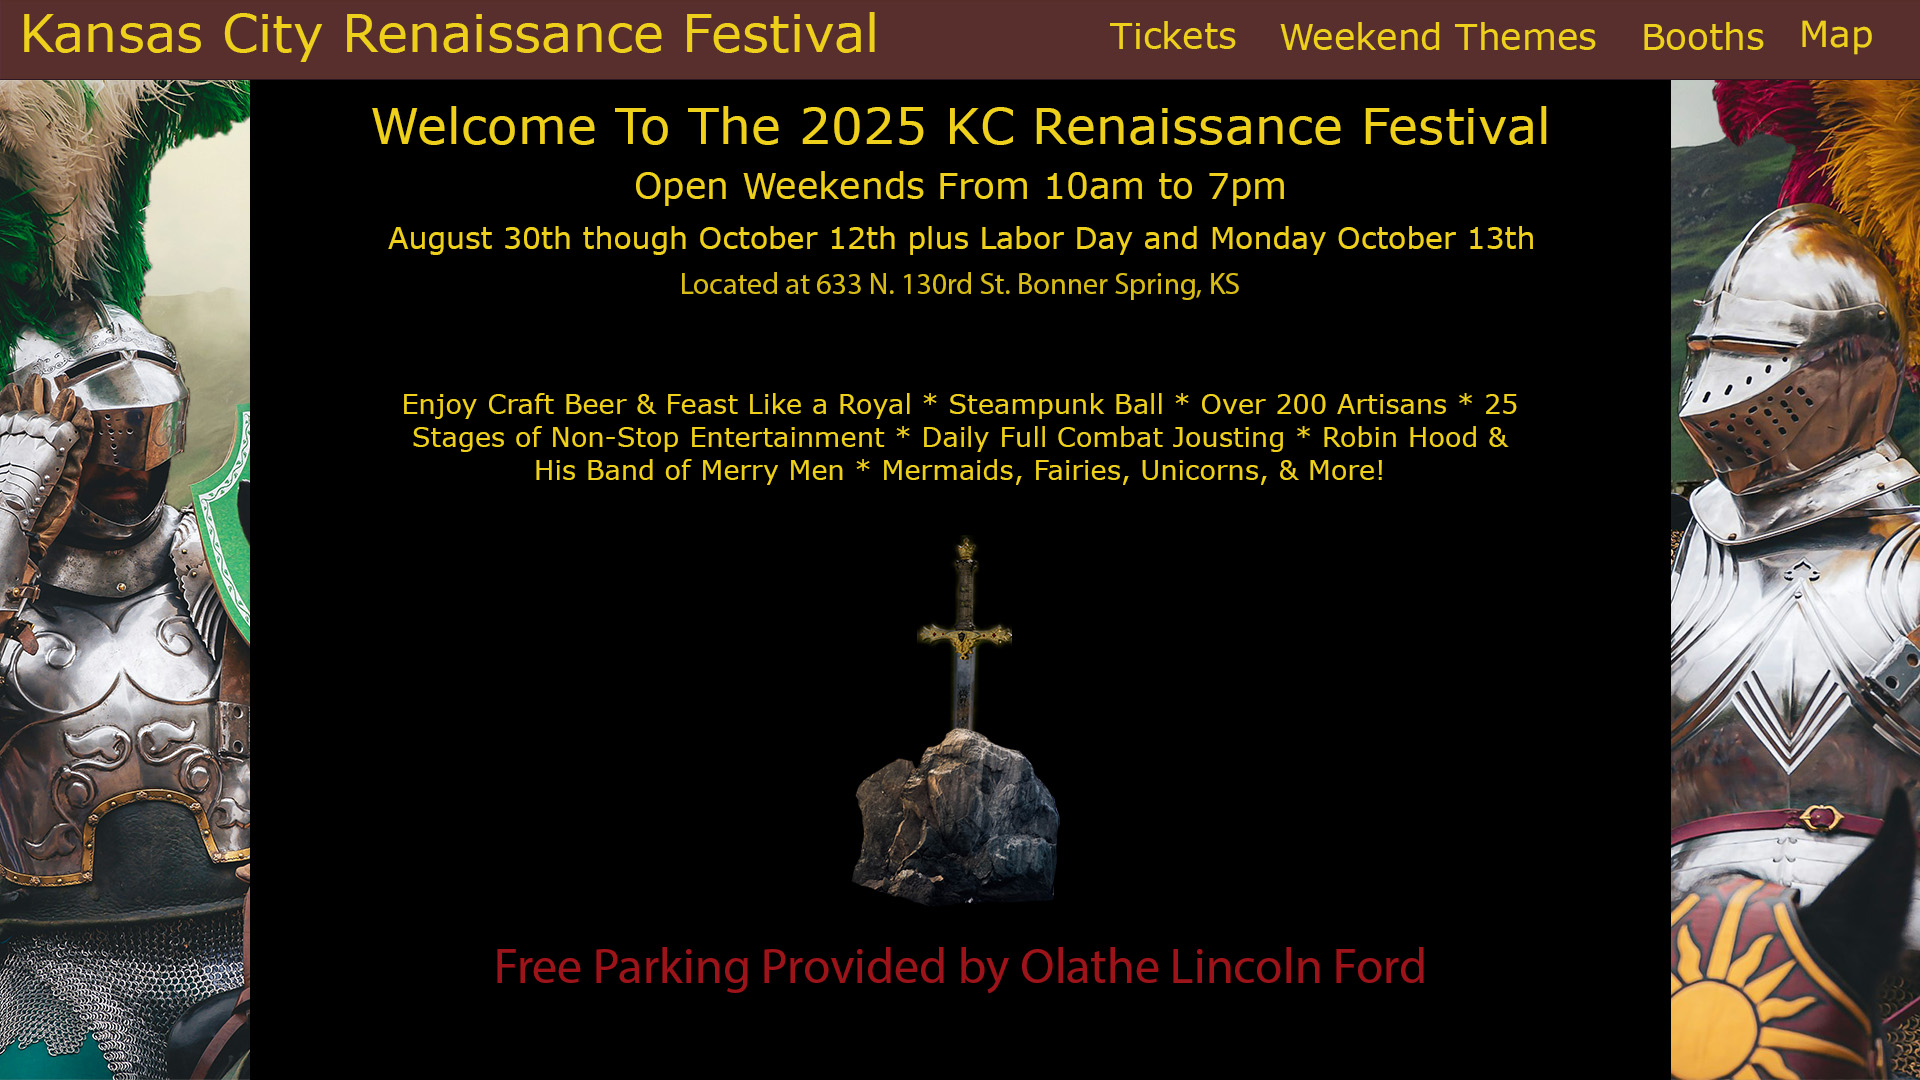 Kansas City Renaissance Festival
Tickets
Weekend Themes
Booths
Map
Welcome To The 2025 KC Renaissance Festival
Open Weekends From 10am to 7pm
August 30th though October 12th plus Labor Day and Monday October 13th
Located at 633 N. 130rd St. Bonner Spring, KS
Enjoy Craft Beer & Feast Like a Royal * Steampunk Ball * Over 200 Artisans * 25
Stages of Non-Stop Entertainment * Daily Full Combat Jousting * Robin Hood &
His Band of Merry Men * Mermaids, Fairies, Unicorns, & More!
Free Parking Provided by Olathe Lincoln Ford